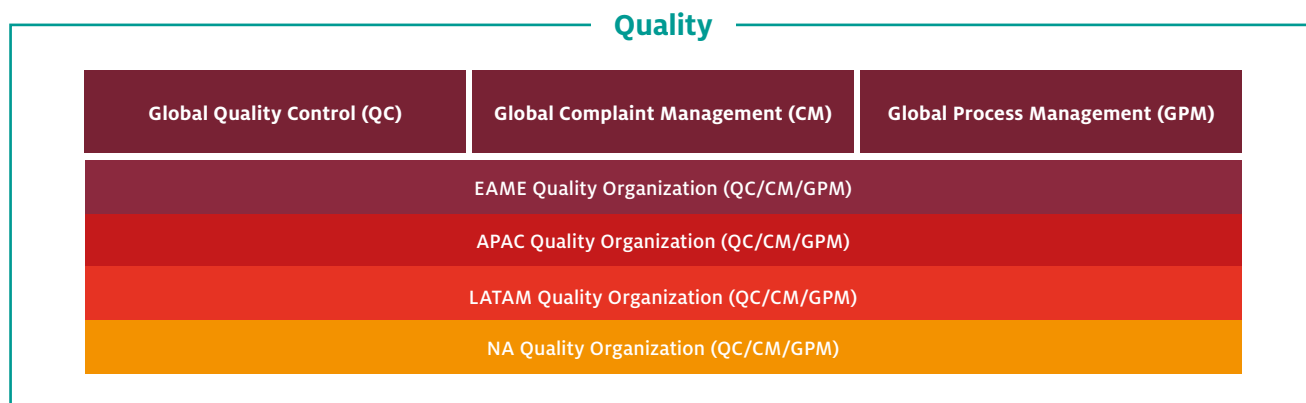 Quality
Global Quality Control (QC)
Global Complaint Management (CM)
Global Process Management (GPM)
EAME Quality Organization (QC/CM/GPM)
APAC Quality Organization (QC/CM/GPM)
LATAM Quality Organization (QC/CM/GPM)
NA Quality Organization (QC/CM/GPM)